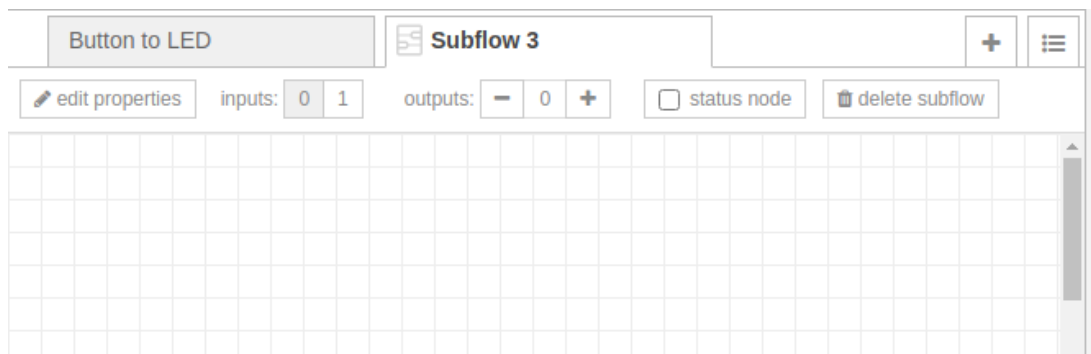 Button to LED Subflow 3 +
edit properties inputs: 0 1 outputs: − 0 + status node delete subflow